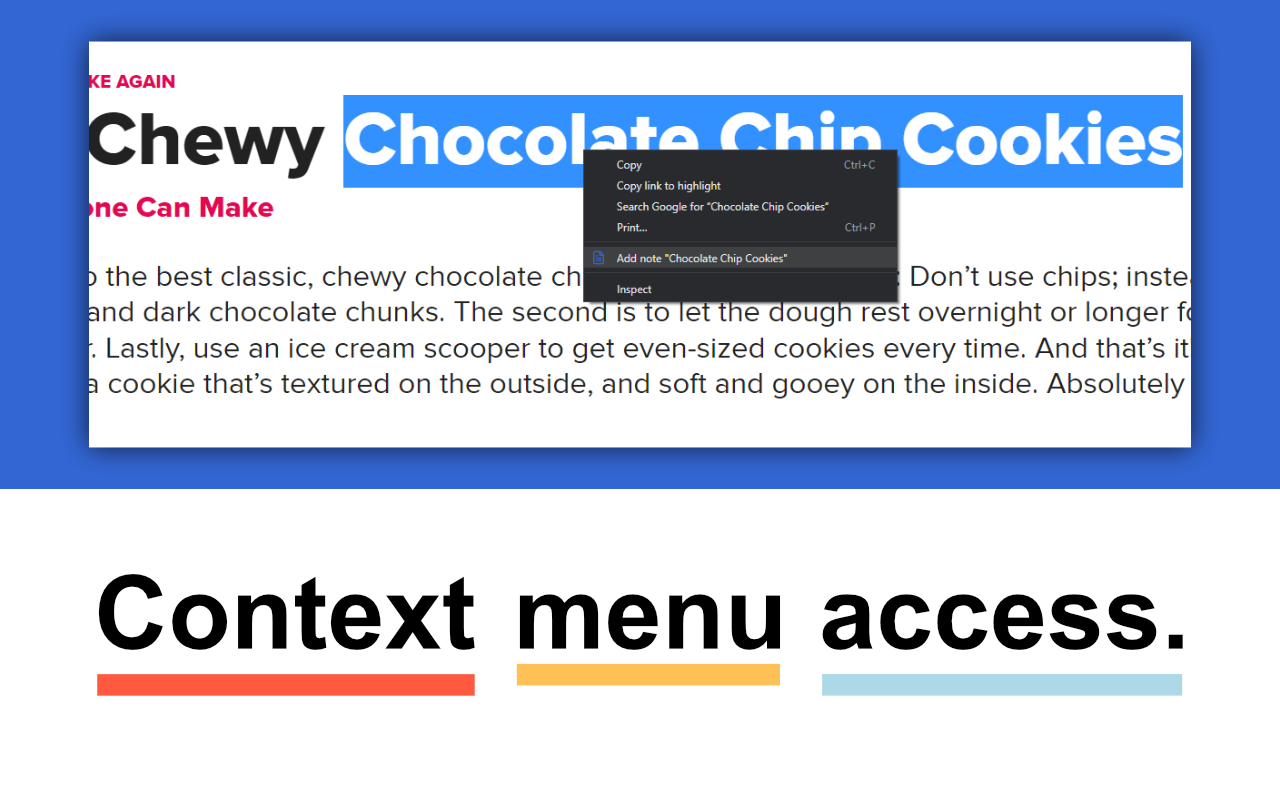 KE AGAIN
Chewy Chocolate Chip Cookies
one Can Make
Copy Ctrl+C
Copy link to highlight
Search Google for “Chocolate Chip Cookies”
Print... Ctrl+P
Add note "Chocolate Chip Cookies"
Inspect
the best classic, chewy chocolate ch : Don’t use chips; inste
and dark chocolate chunks. The second is to let the dough rest overnight or longer fo
r. Lastly, use an ice cream scooper to get even-sized cookies every time. And that’s it
a cookie that’s textured on the outside, and soft and gooey on the inside. Absolutely
Context menu access.